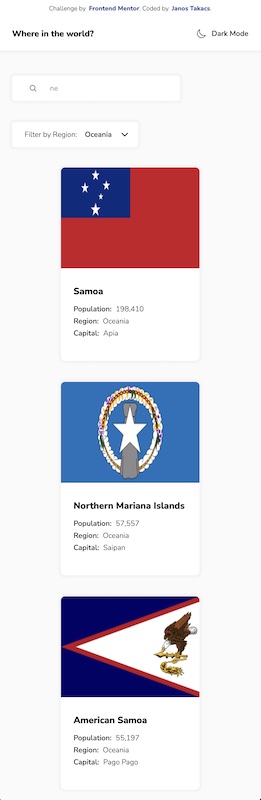 Challenge by Frontend Mentor. Coded by Janos Takacs.
Where in the world?
Dark Mode
ne
Filter by Region: Oceania
Samoa
Population: 198,410
Region: Oceania
Capital: Apia
Northern Mariana Islands
Population: 57,557
Region: Oceania
Capital: Saipan
American Samoa
Population: 55,197
Region: Oceania
Capital: Pago Pago